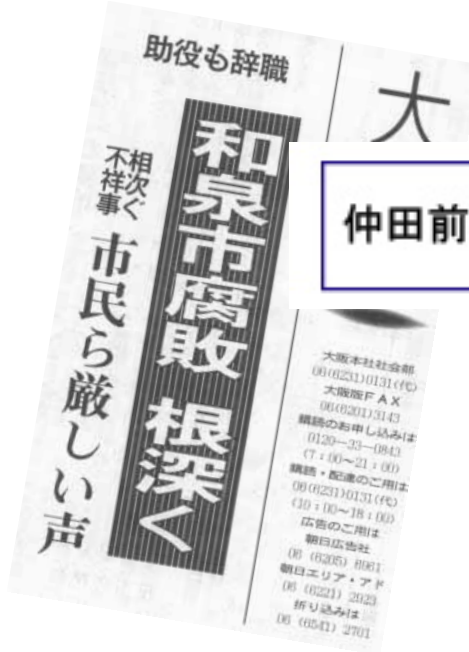 助役も辞職
和泉市腐敗 根深く
相次ぐ
不祥事
市民ら厳しい声
大
仲田前
大阪本社社会部
06(6231)0131(代)
大阪版FAX
06(6201)3143
購読のお申し込みは
0120-33-0843
(7:00~21:00)
購読・配達のご用は
06(6231)0131(代)
(10:00~18:00)
広告のご用は
朝日広告社
06 (6205) 8961
朝日エリア・アド
06 (6221) 2923
折り込みは
06 (6541) 2701